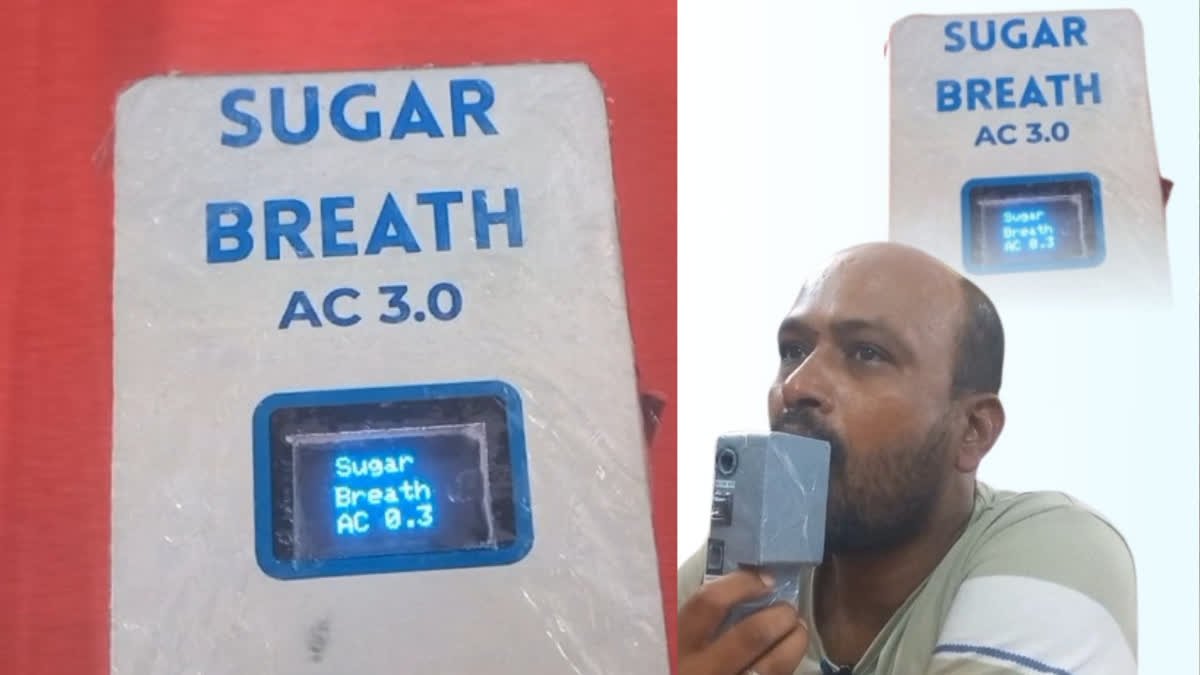 SUGAR
BREATH
AC 3.0
Sugar
Breath
AC 0.3
SUGAR
BREATH
AC 3.0
Sugar
Breath
AC 0.3